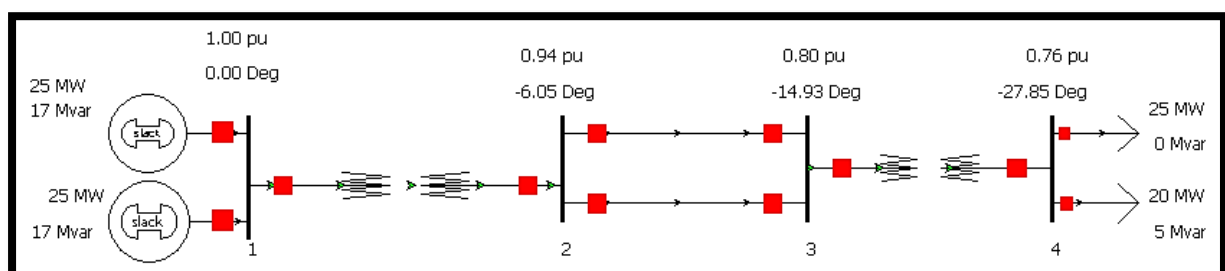 1.00 pu
0.00 Deg
0.94 pu
-6.05 Deg
0.80 pu
-14.93 Deg
0.76 pu
-27.85 Deg
25 MW
17 Mvar
slack
25 MW
17 Mvar
slack
25 MW
0 Mvar
20 MW
5 Mvar
1
2
3
4